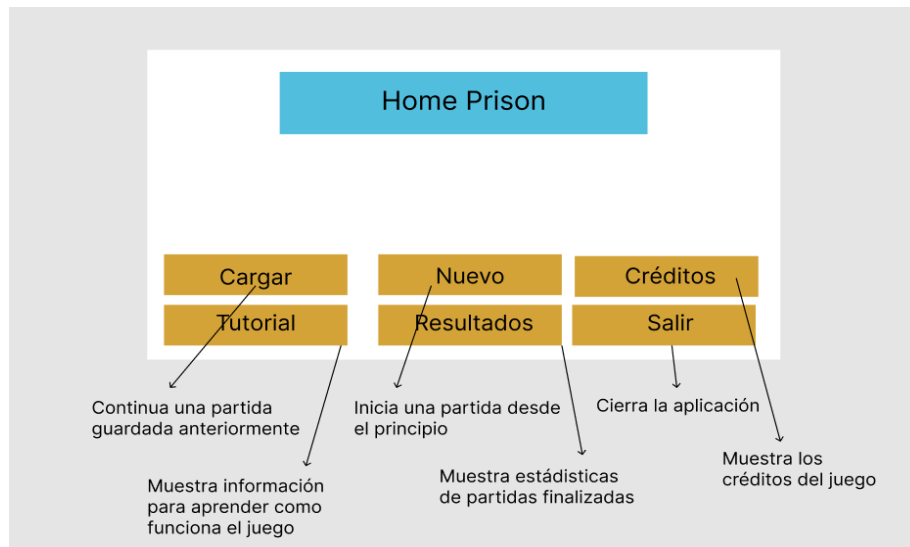 Home Prison
Cargar
Nuevo
Créditos
Tutorial
Resultados
Salir
Continua una partida
guardada anteriormente
Inicia una partida desde
el principio
Cierra la aplicación
Muestra los
créditos del juego
Muestra información
para aprender como
funciona el juego
Muestra estádisticas
de partidas finalizadas